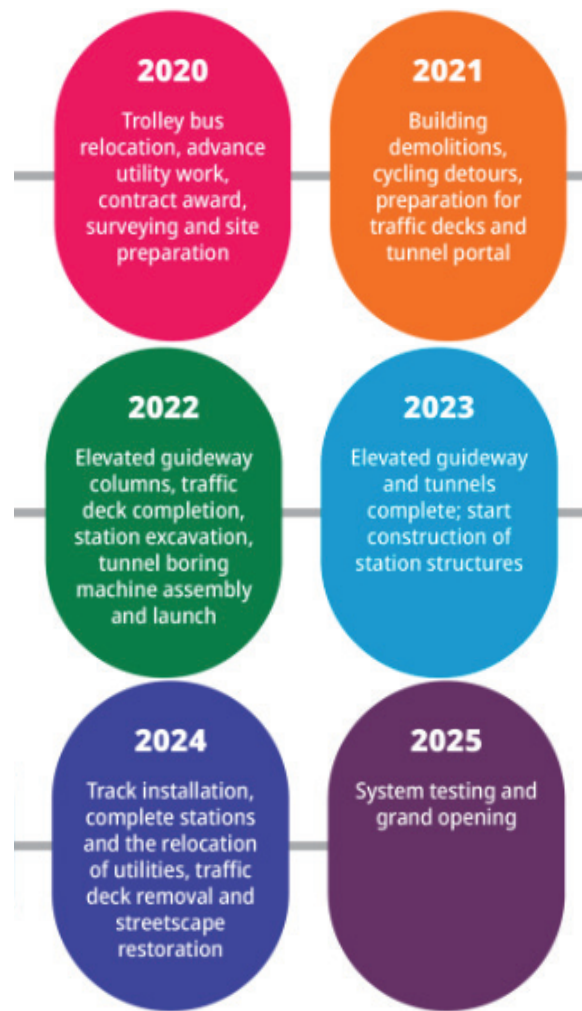 2020
Trolley bus
relocation, advance
utility work,
contract award,
surveying and site
preparation
2021
Building
demolitions,
cycling detours,
preparation for
traffic decks and
tunnel portal
2022
Elevated guideway
columns, traffic
deck completion,
station excavation,
tunnel boring
machine assembly
and launch
2023
Elevated guideway
and tunnels
complete; start
construction of
station structures
2024
Track installation,
complete stations
and the relocation
of utilities, traffic
deck removal and
streetscape
restoration
2025
System testing and
grand opening